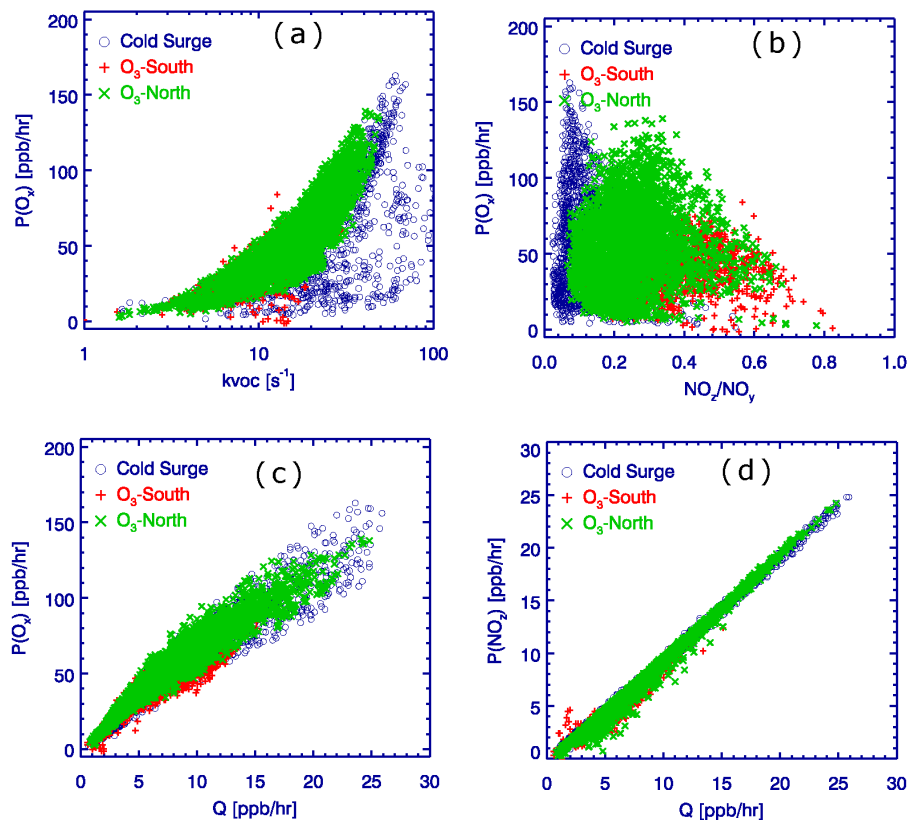 (a)
P(Oₓ) [ppb/hr]
200
150
100
50
0
Cold Surge
O₃-South
O₃-North
1
10
100
kvoc [s⁻¹]
(b)
P(Oₓ) [ppb/hr]
200
150
100
50
0
Cold Surge
O₃-South
O₃-North
0.0 0.2 0.4 0.6 0.8 1.0
NO_z/NO_y
(c)
P(Oₓ) [ppb/hr]
200
150
100
50
0
Cold Surge
O₃-South
O₃-North
0 5 10 15 20 25 30
Q [ppb/hr]
(d)
P(NO_z) [ppb/hr]
30
25
20
15
10
5
0
Cold Surge
O₃-South
O₃-North
0 5 10 15 20 25 30
Q [ppb/hr]